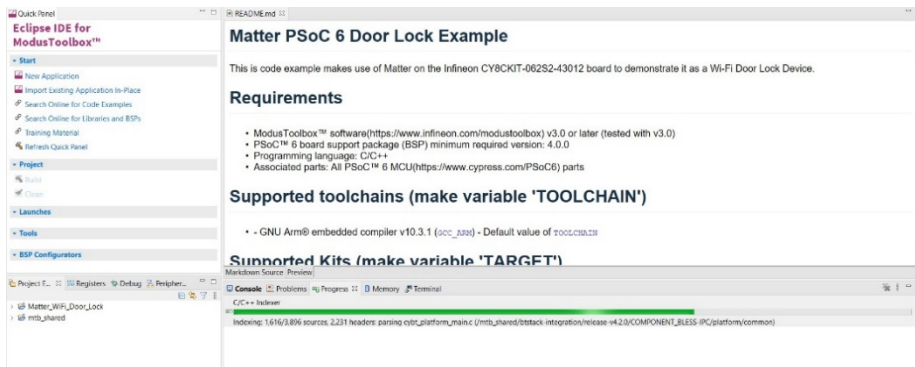 Quick Panel
Eclipse IDE for
ModusToolbox™
Start
New Application
Import Existing Application In-Place
Search Online for Code Examples
Search Online for Libraries and BSPs
Training Material
Refresh Quick Panel
Project
Build
Clean
Launches
Tools
BSP Configurators
Project E...
Registers
Debug
Peripher...
Matter_WiFi_Door_Lock
mtb_shared
README.md
Matter PSoC 6 Door Lock Example
This is code example makes use of Matter on the Infineon CY8CKIT-062S2-43012 board to demonstrate it as a Wi-Fi Door Lock Device.
Requirements
• ModusToolbox™ software(https://www.infineon.com/modustoolbox) v3.0 or later (tested with v3.0)
• PSoC™ 6 board support package (BSP) minimum required version: 4.0.0
• Programming language: C/C++
• Associated parts: All PSoC™ 6 MCU(https://www.cypress.com/PSoC6) parts
Supported toolchains (make variable 'TOOLCHAIN')
• - GNU Arm® embedded compiler v10.3.1 (GCC_ARM) - Default value of TOOLCHAIN
Supported Kits (make variable 'TARGET')
Markdown Source Preview
Console Problems Progress Memory Terminal
C/C++ Indexer
Indexing: 1,616/3,896 sources, 2,231 headers: parsing cybt_platform_main.c (/mtb_shared/btstack-integration/release-v4.2.0/COMPONENT_BLESS-IPC/platform/common)